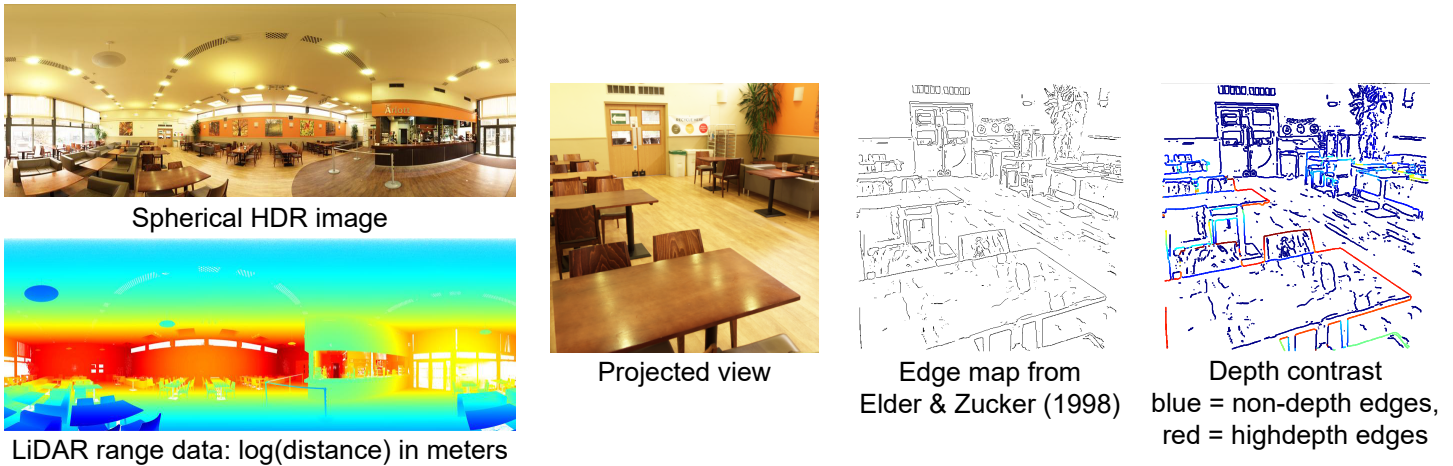 Spherical HDR image
LiDAR range data: log(distance) in meters
Projected view
Edge map from
Elder & Zucker (1998)
Depth contrast
blue = non-depth edges,
red = highdepth edges